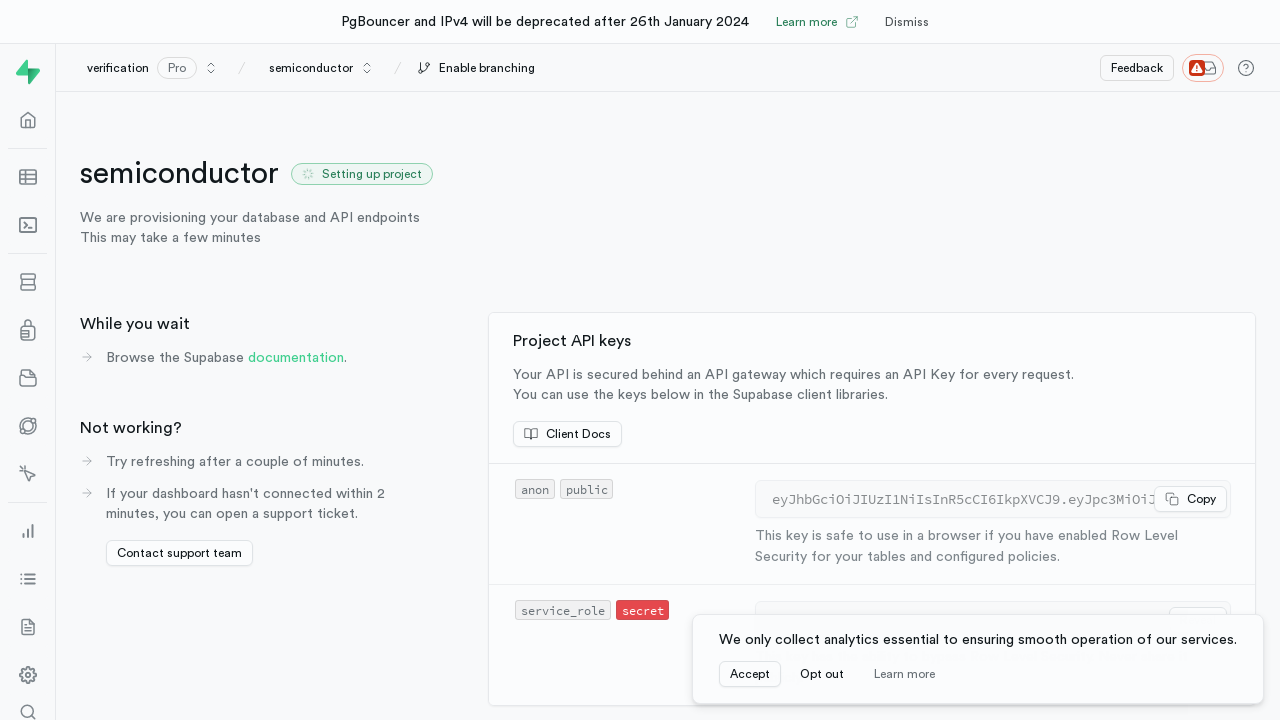 PgBouncer and IPv4 will be deprecated after 26th January 2024 Learn more Dismiss
verification Pro / semiconductor / Enable branching Feedback
semiconductor Setting up project
We are provisioning your database and API endpoints
This may take a few minutes
While you wait
Browse the Supabase documentation.
Not working?
Try refreshing after a couple of minutes.
If your dashboard hasn't connected within 2
minutes, you can open a support ticket.
Contact support team
Project API keys
Your API is secured behind an API gateway which requires an API Key for every request.
You can use the keys below in the Supabase client libraries.
Client Docs
anon public eyJhbGciOiJIUzI1NiIsInR5cCI6IkpXVCJ9.eyJpc3MiOiJ Copy
This key is safe to use in a browser if you have enabled Row Level
Security for your tables and configured policies.
service_role secret
We only collect analytics essential to ensuring smooth operation of our services.
Accept Opt out Learn more